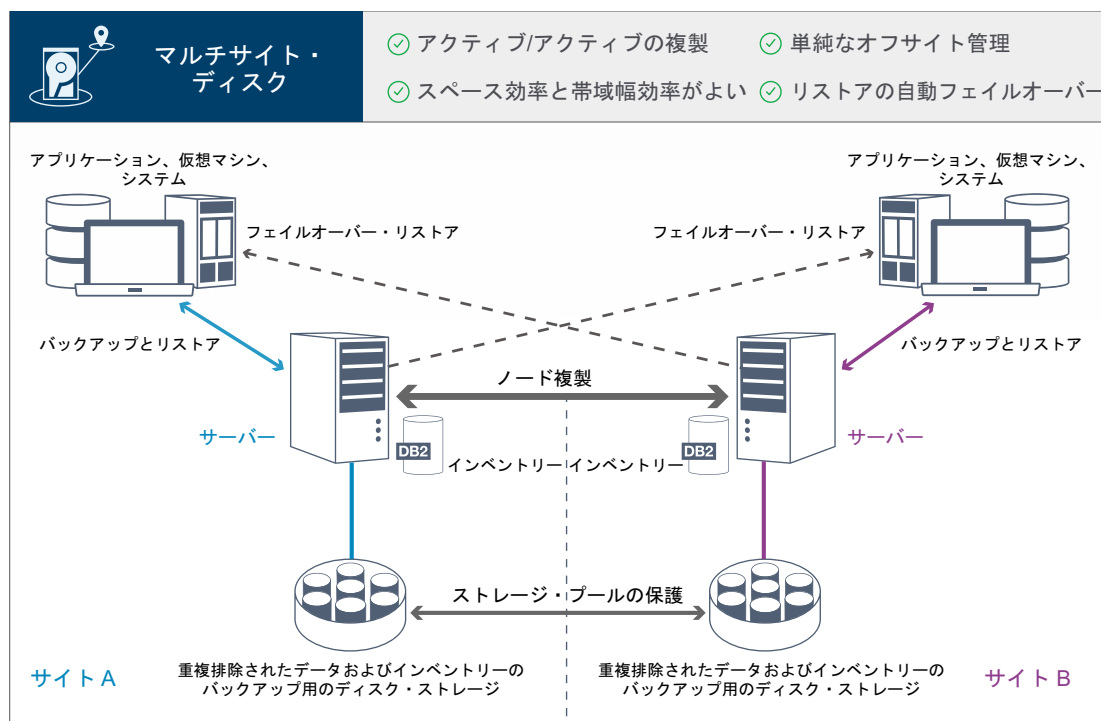 マルチサイト・
ディスク
アクティブ/アクティブの複製
単純なオフサイト管理
スペース効率と帯域幅効率がよい
リストアの自動フェイルオーバー
アプリケーション、仮想マシン、
システム
アプリケーション、仮想マシン、
システム
フェイルオーバー・リストア
フェイルオーバー・リストア
バックアップとリストア
バックアップとリストア
ノード複製
サーバー
サーバー
DB2
インベントリー
インベントリー
DB2
ストレージ・プールの保護
サイト A
重複排除されたデータおよびインベントリーの
バックアップ用のディスク・ストレージ
重複排除されたデータおよびインベントリーの
バックアップ用のディスク・ストレージ
サイト B